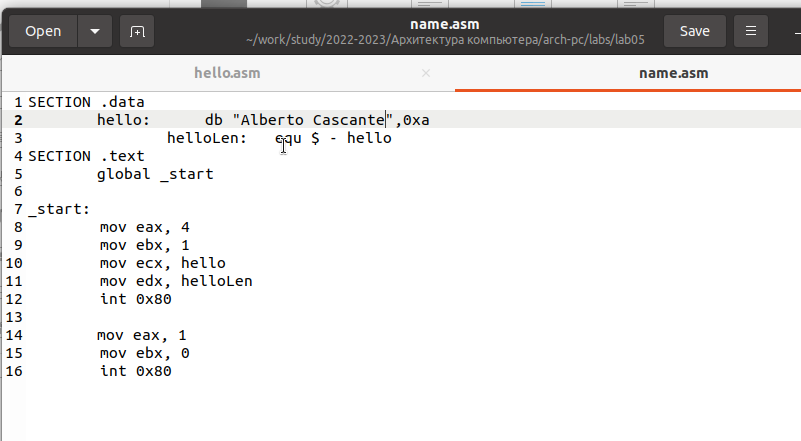 Open
name.asm
~/work/study/2022-2023/Архитектура компьютера/arch-pc/labs/lab05
Save
hello.asm
name.asm
1 SECTION .data
2 hello: db "Alberto Cascante",0xa
3 helloLen: equ $ - hello
4 SECTION .text
5 global _start
6
7 _start:
8 mov eax, 4
9 mov ebx, 1
10 mov ecx, hello
11 mov edx, helloLen
12 int 0x80
13
14 mov eax, 1
15 mov ebx, 0
16 int 0x80